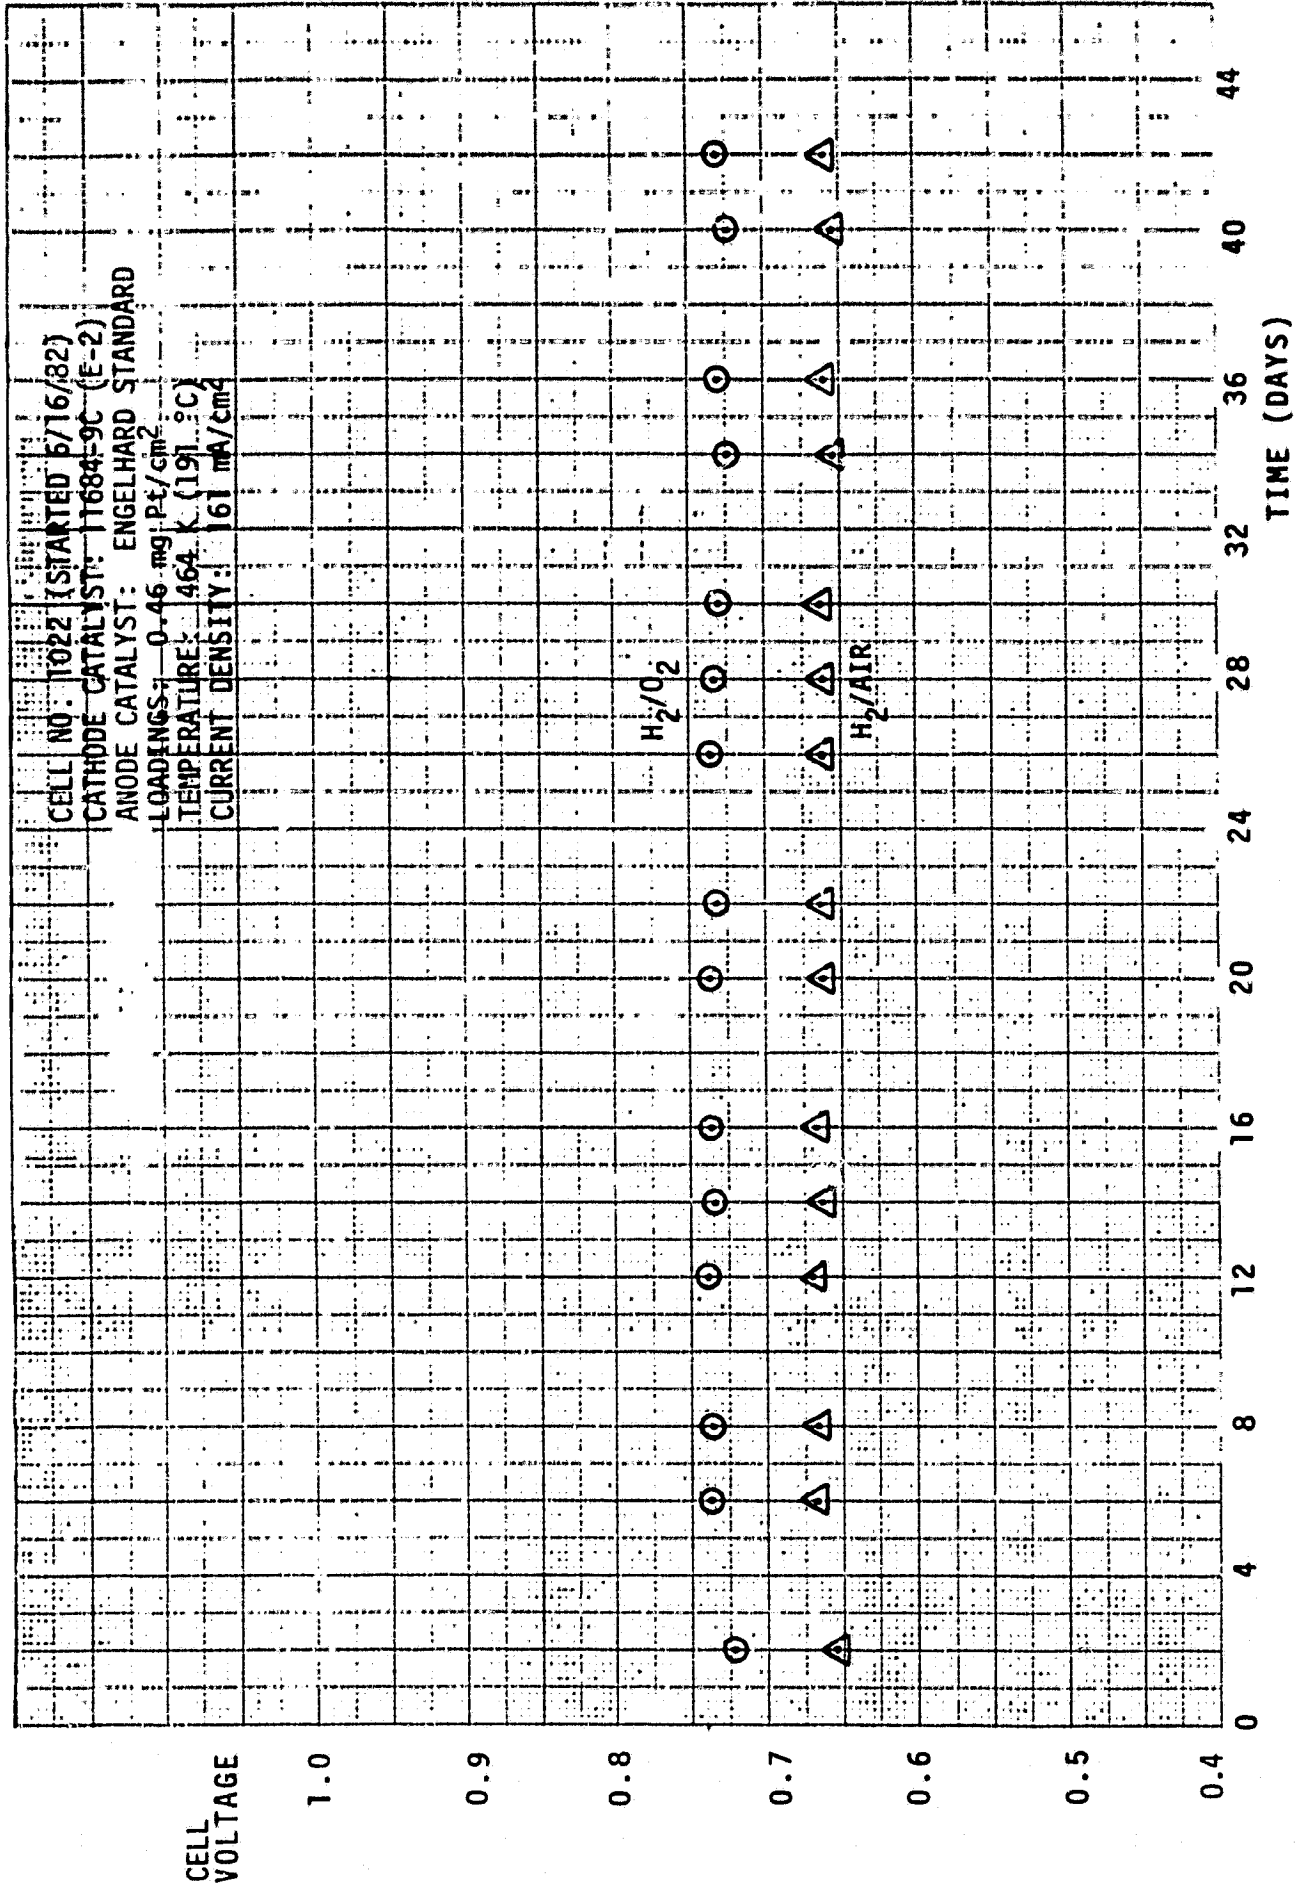 CELL NO. 1022 (STARTED 5/16/82)
CATHODE CATALYST: 11684-9C (E-2)
ANODE CATALYST: ENGELHARD STANDARD
LOADINGS: 0.46 mg Pt/cm²
TEMPERATURE: 464 K (191 °C)
CURRENT DENSITY: 161 mA/cm²
CELL
VOLTAGE
1.0
0.9
0.8
0.7
0.6
0.5
0.4
H₂/O₂
H₂/AIR
0 4 8 12 16 20 24 28 32 36 40 44
TIME (DAYS)